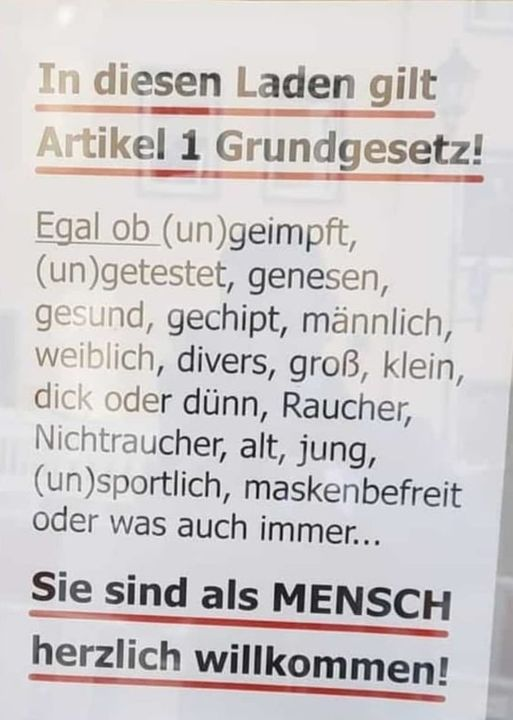 In diesen Laden gilt
Artikel 1 Grundgesetz!
Egal ob (un)geimpft,
(un)getestet, genesen,
gesund, gechipt, männlich,
weiblich, divers, groß, klein,
dick oder dünn, Raucher,
Nichtraucher, alt, jung,
(un)sportlich, maskenbefreit
oder was auch immer...
Sie sind als MENSCH
herzlich willkommen!